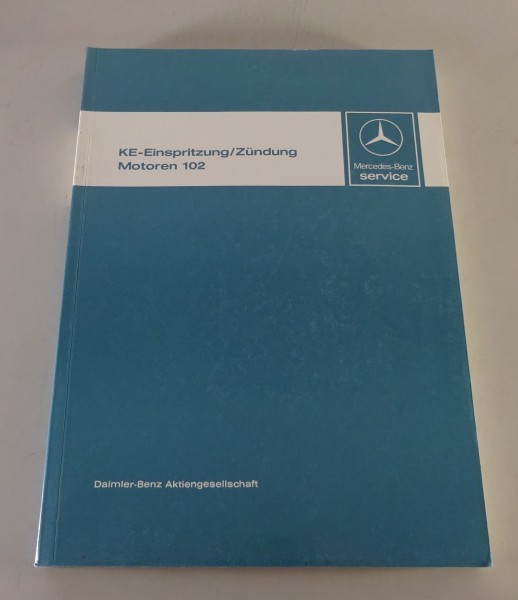 KE-Einspritzung/Zündung
Motoren 102
Mercedes-Benz
service
Daimler-Benz Aktiengesellschaft